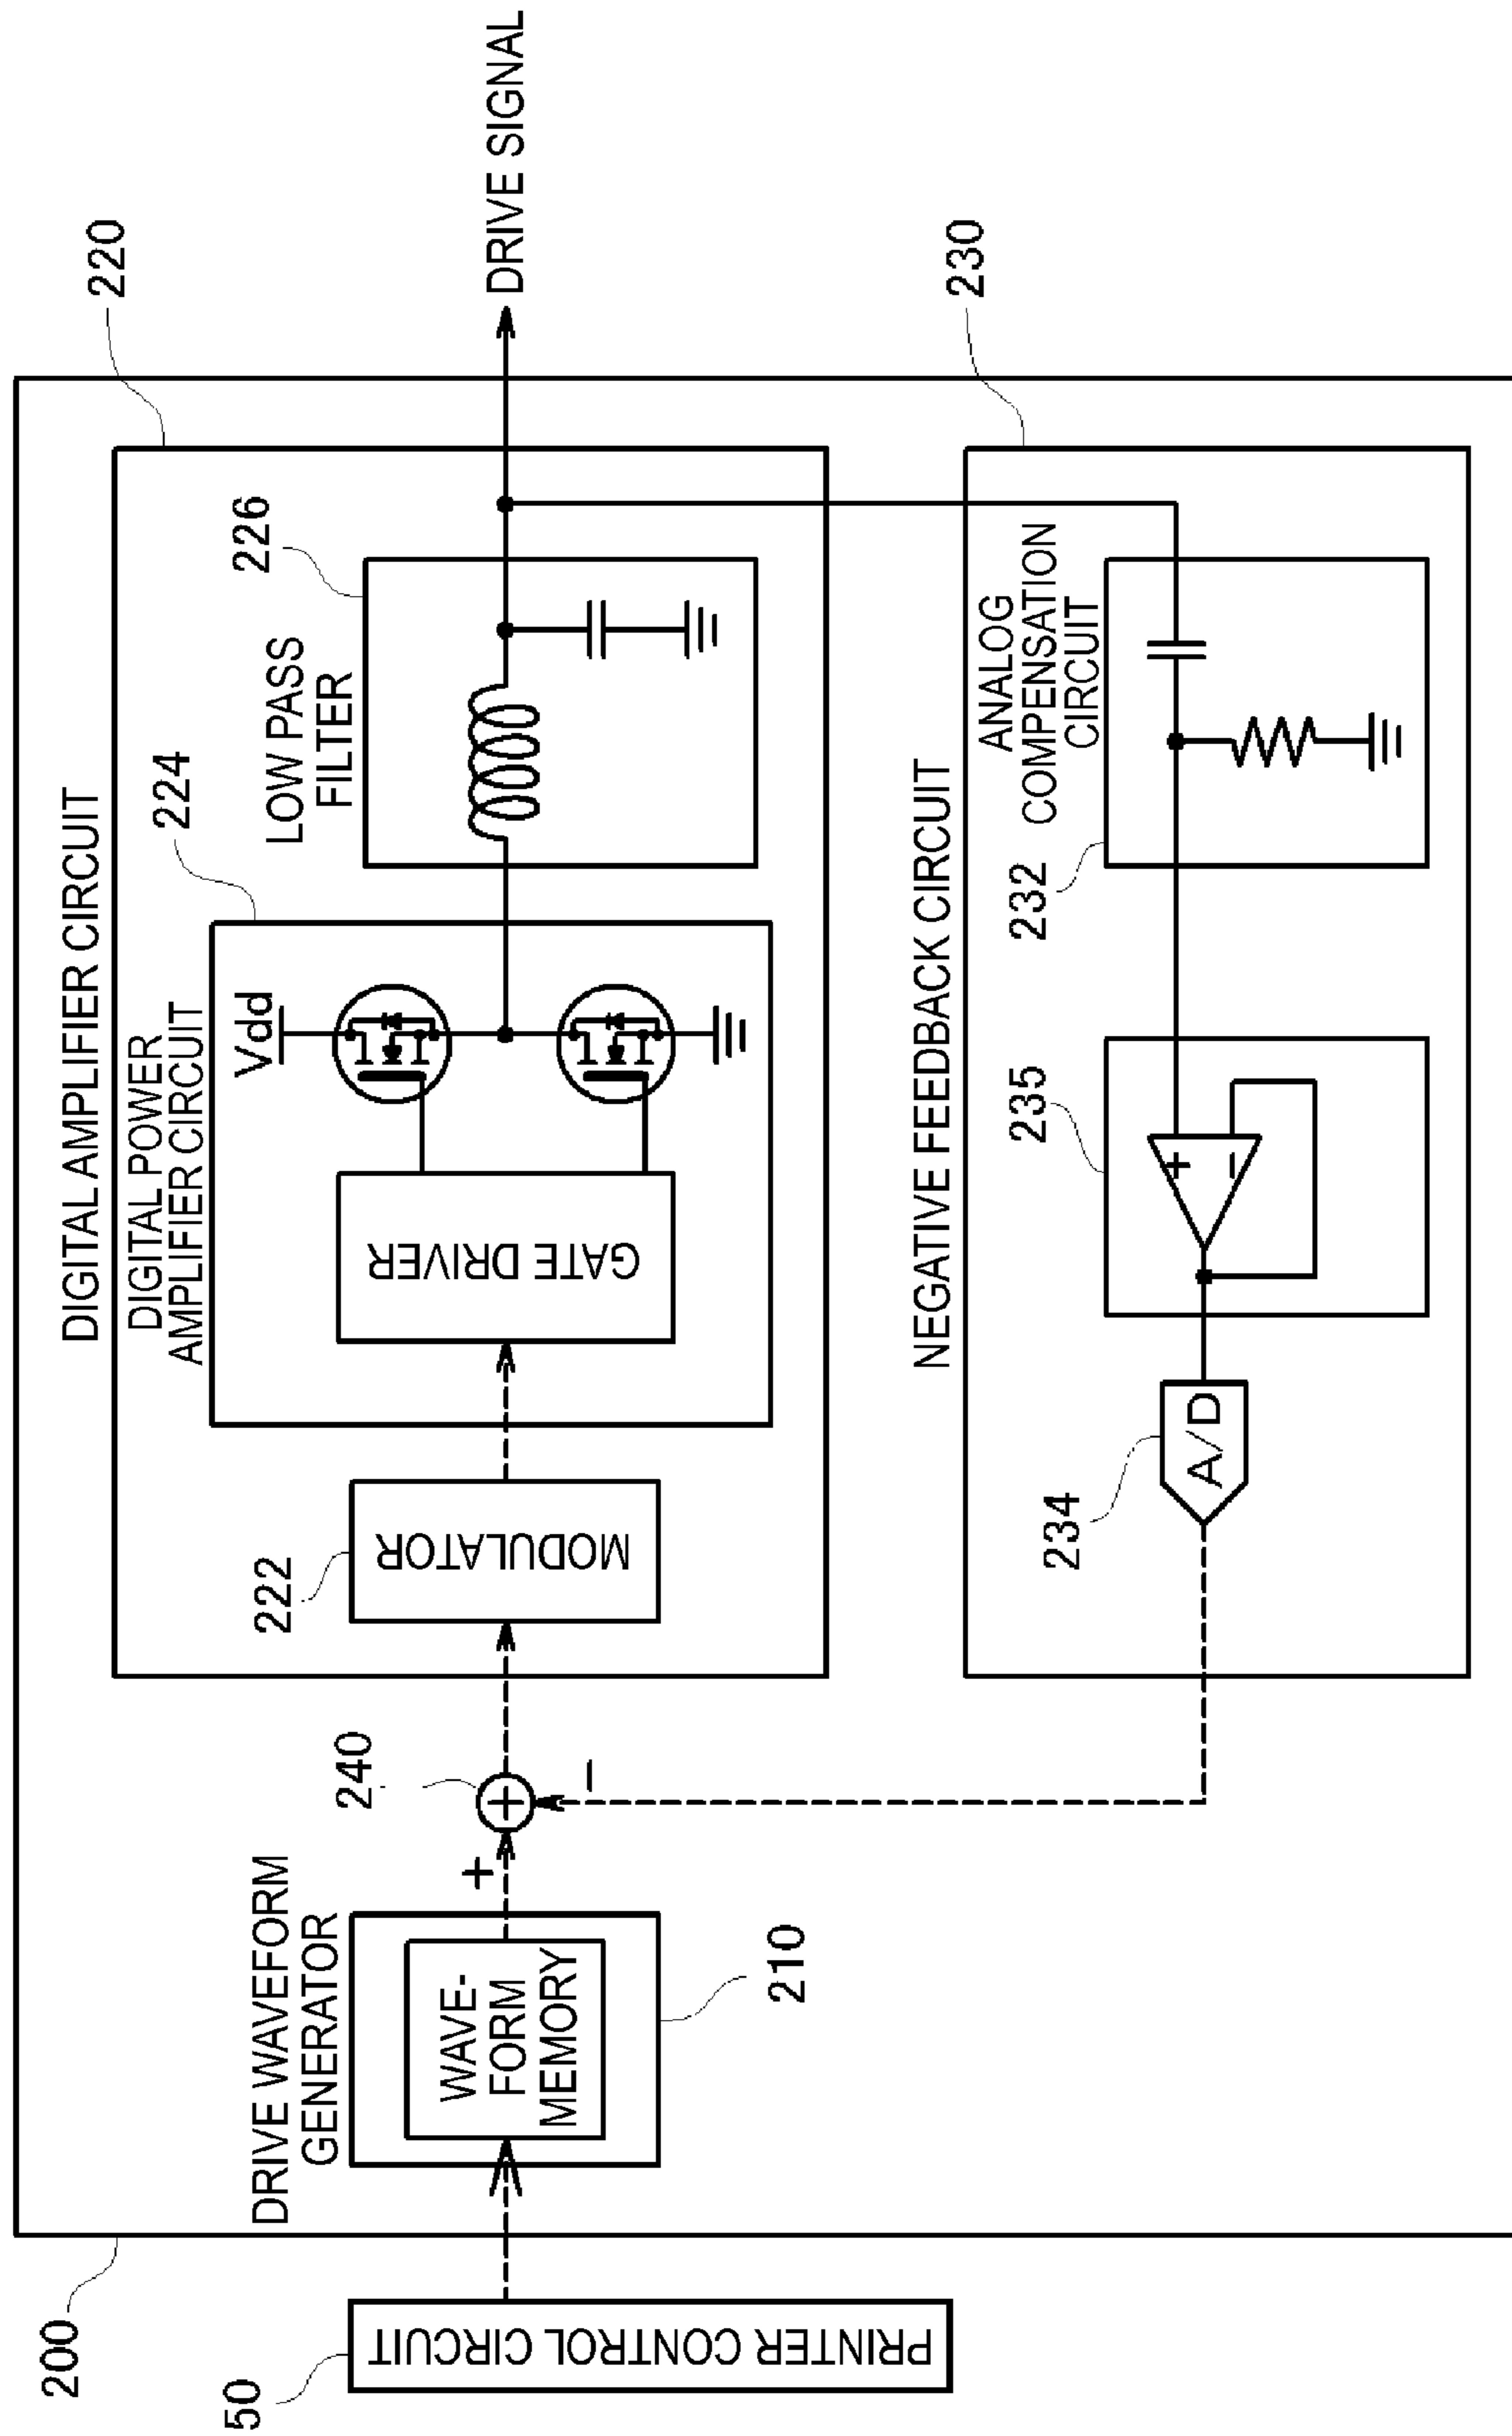 200
50
PRINTER CONTROL CIRCUIT
DRIVE WAVEFORM
GENERATOR
WAVE-
FORM
MEMORY
210
+
−
240
DIGITAL AMPLIFIER CIRCUIT
220
222
MODULATOR
DIGITAL POWER
AMPLIFIER CIRCUIT
224
GATE DRIVER
Vdd
LOW PASS
FILTER
226
DRIVE SIGNAL
NEGATIVE FEEDBACK CIRCUIT
230
234
A/D
235
+
−
232
ANALOG
COMPENSATION
CIRCUIT